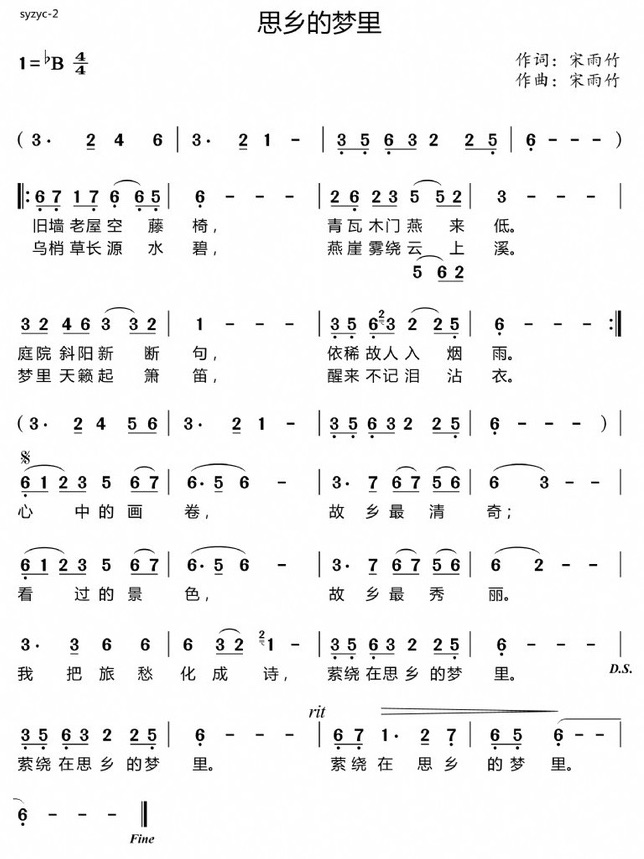 syzyc-2
思乡的梦里
1=♭B 4/4
作词：宋雨竹
作曲：宋雨竹
( 3· 2 4 6 | 3· 2 1 - | 3 5 6 3 2 2 5 | 6 - - - )
|: 6 7 1 7 6 6 5 | 6 - - - | 2 6 2 3 5 5 2 | 3 - - - |
旧墙 老屋 空 藤 椅， 青瓦 木门 燕 来 低。
乌梢 草长 源 水 碧， 燕崖 雾绕 云 上 溪。
5 6 2
3 2 4 6 3 3 2 | 1 - - - | 3 5 6 2 3 2 2 5 | 6 - - - :|
庭院 斜阳 新 断 句， 依稀 故人 入 烟 雨。
梦里 天籁 起 箫 笛， 醒来 不记 泪 沾 衣。
( 3· 2 4 5 6 | 3· 2 1 - | 3 5 6 3 2 2 5 | 6 - - - ) |
6 1 2 3 5 6 7 | 6· 5 6 - | 3· 7 6 7 5 6 | 6 3 - - |
心 中 的 画 卷， 故 乡 最 清 奇；
6 1 2 3 5 6 7 | 6· 5 6 - | 3· 7 6 7 5 6 | 6 2 - - |
看 过 的 景 色， 故 乡 最 秀 丽。
3· 3 6 6 | 6 3 2 2 1 - | 3 5 6 3 2 2 5 | 6 - - - |
我 把 旅 愁 化 成 诗， 萦绕 在思 乡 的梦 里。
D.S.
rit
3 5 6 3 2 2 5 | 6 - - - | 6 7 1· 2 7 | 6 5 6 - - |
萦绕 在思 乡 的梦 里。 萦绕 在 思 乡 的 梦 里。
6 - - - ||
Fine